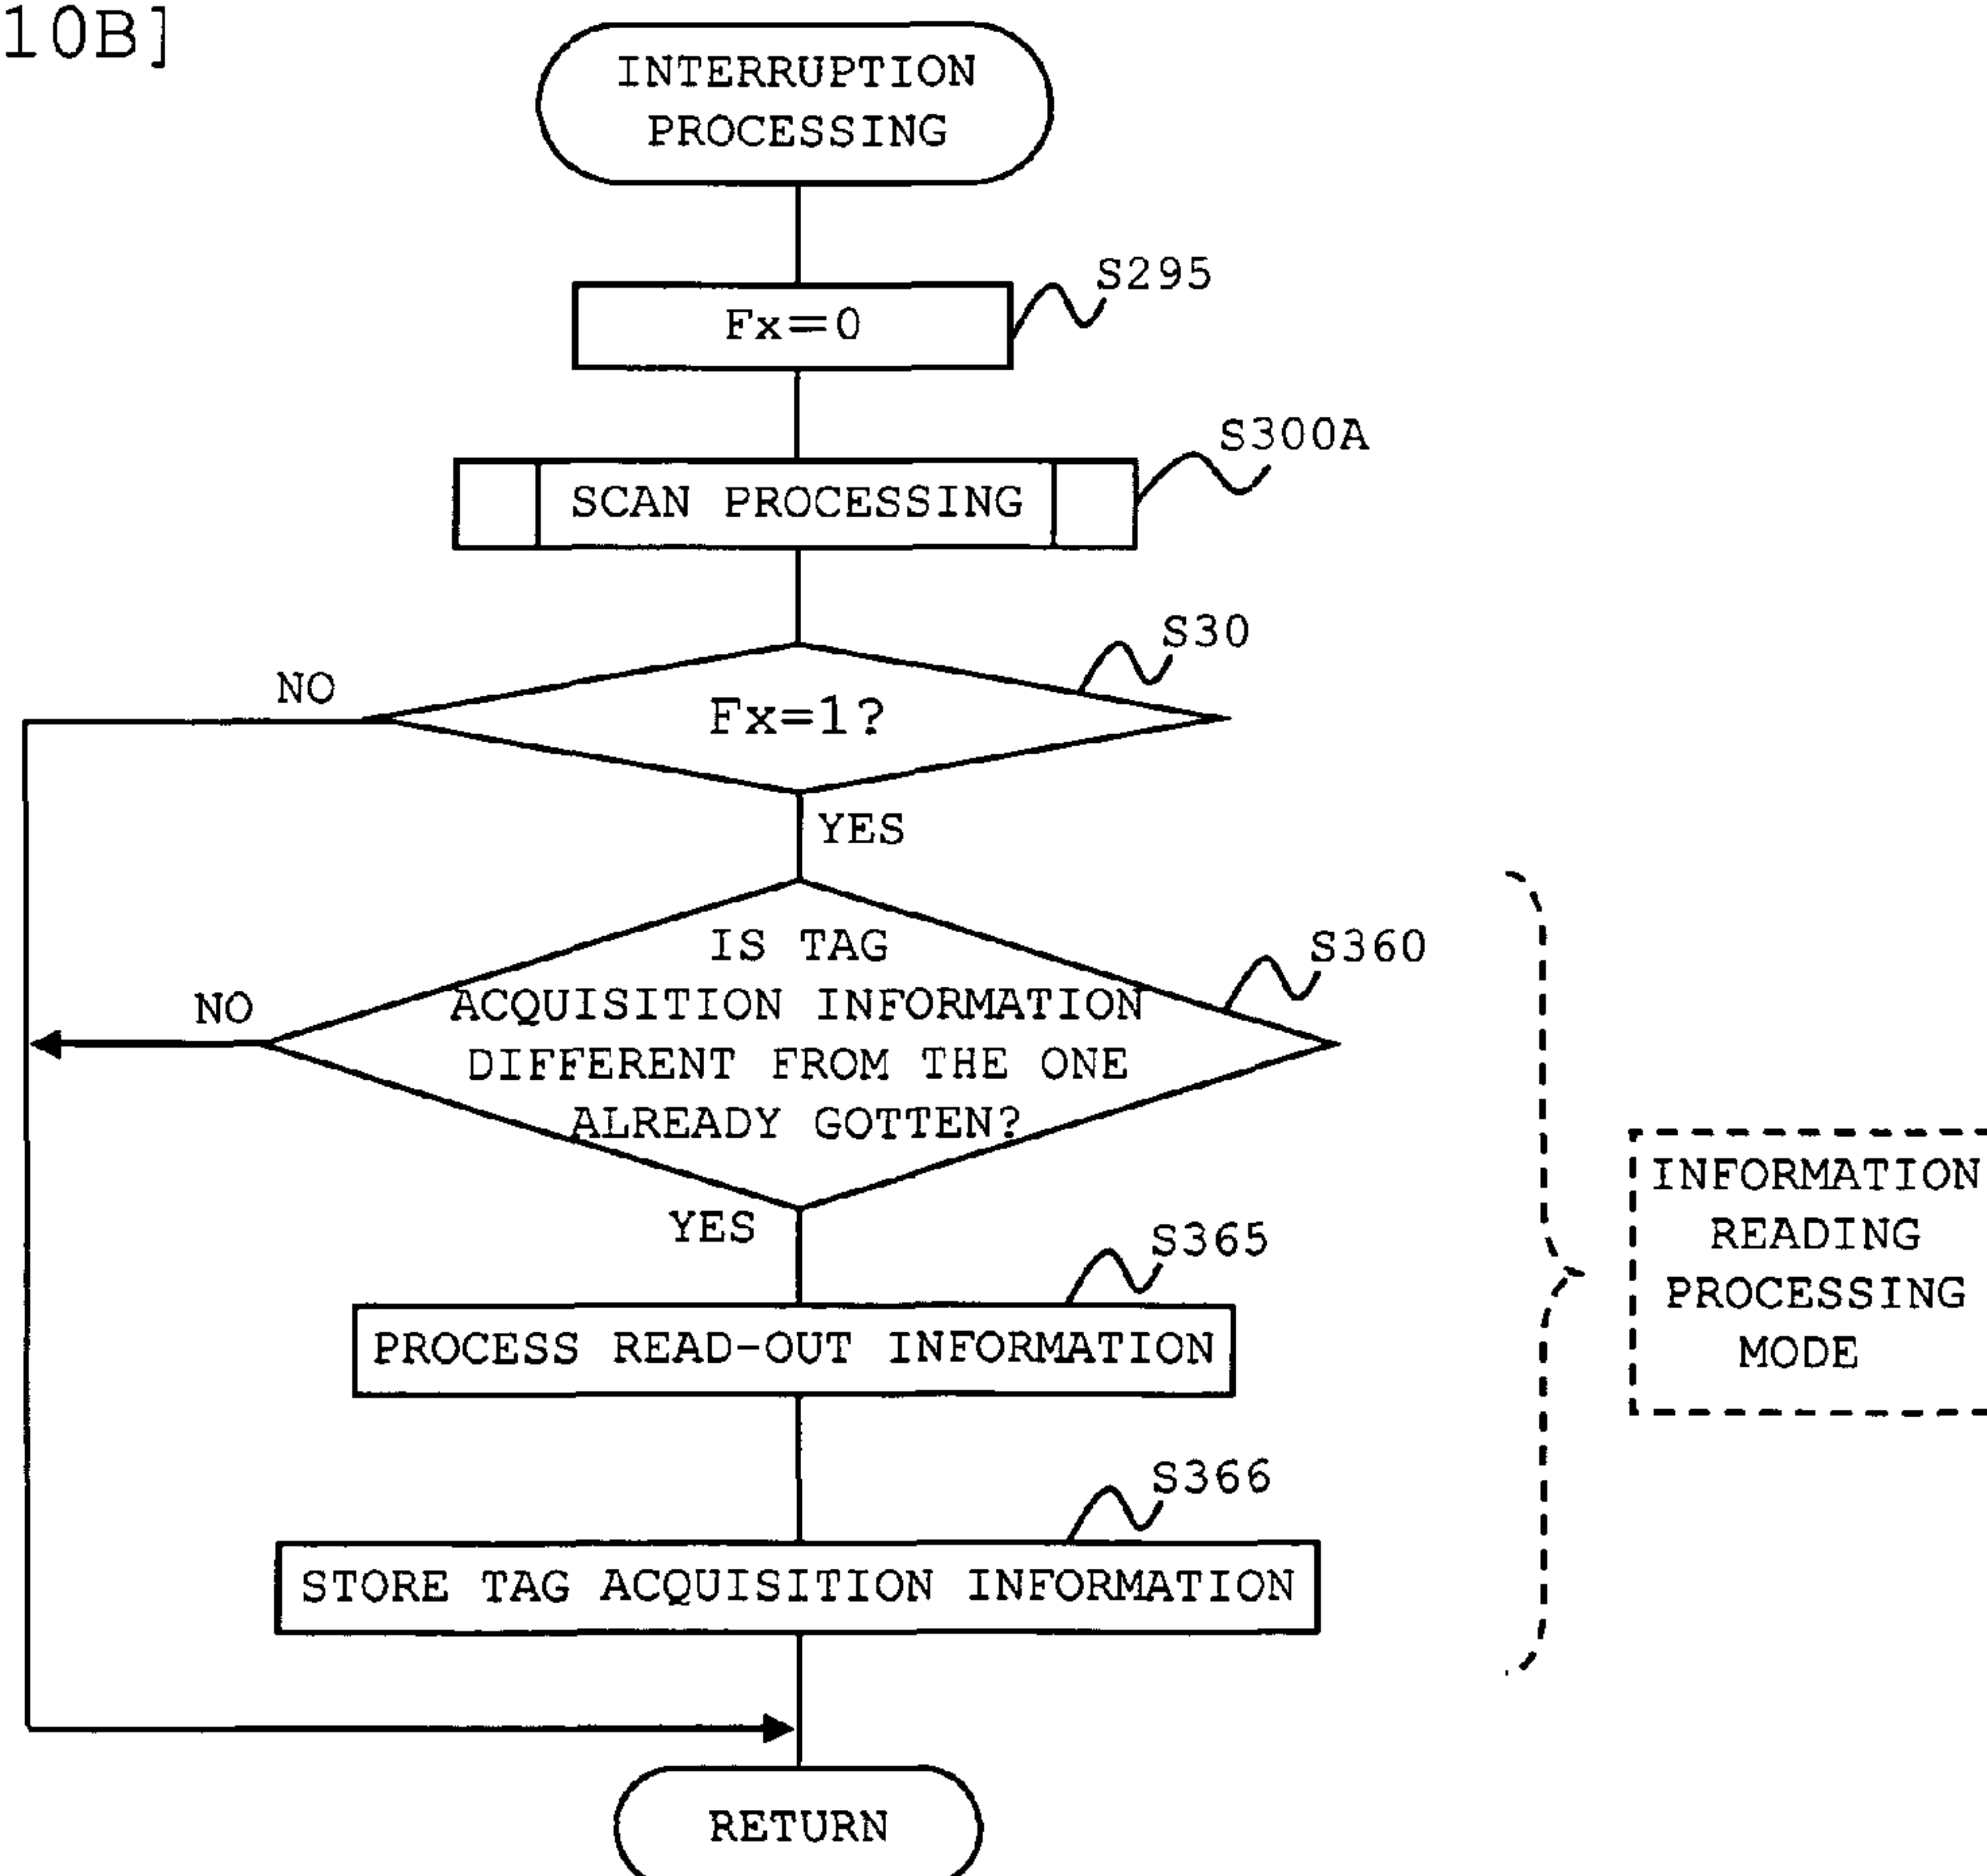 10B]
INTERRUPTION
PROCESSING
S295
Fx=0
S300A
SCAN PROCESSING
S30
NO
Fx=1?
YES
IS TAG
ACQUISITION INFORMATION
DIFFERENT FROM THE ONE
ALREADY GOTTEN?
S360
NO
YES
S365
PROCESS READ-OUT INFORMATION
S366
STORE TAG ACQUISITION INFORMATION
RETURN
INFORMATION
READING
PROCESSING
MODE